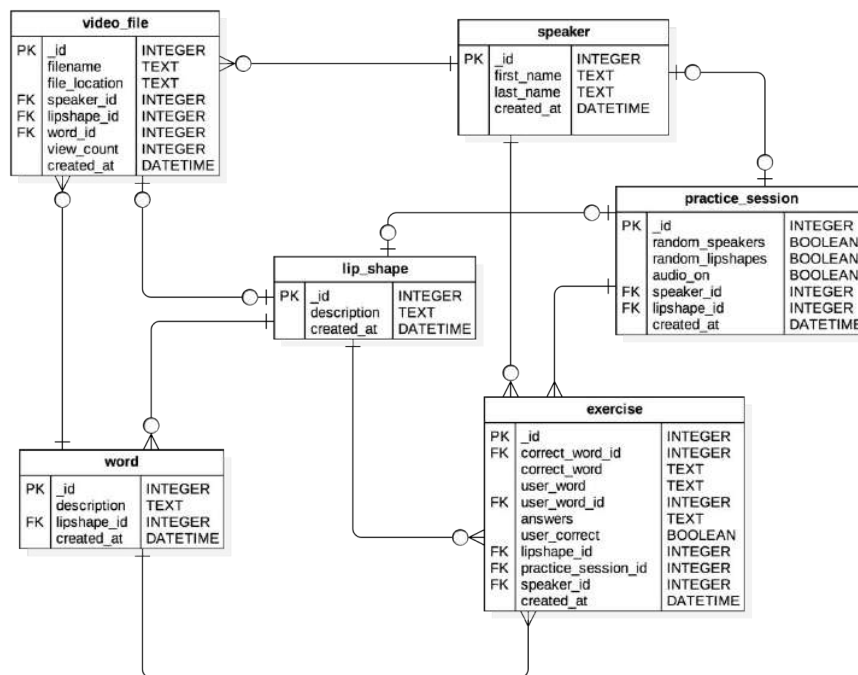 video_file
PK _id INTEGER
filename TEXT
file_location TEXT
FK speaker_id INTEGER
FK lipshape_id INTEGER
FK word_id INTEGER
view_count INTEGER
created_at DATETIME
speaker
PK _id INTEGER
first_name TEXT
last_name TEXT
created_at DATETIME
practice_session
PK _id INTEGER
random_speakers BOOLEAN
random_lipshapes BOOLEAN
audio_on BOOLEAN
FK speaker_id INTEGER
FK lipshape_id INTEGER
created_at DATETIME
lip_shape
PK _id INTEGER
description TEXT
created_at DATETIME
exercise
PK _id INTEGER
FK correct_word_id INTEGER
correct_word TEXT
user_word TEXT
FK user_word_id INTEGER
answers TEXT
user_correct BOOLEAN
FK lipshape_id INTEGER
FK practice_session_id INTEGER
FK speaker_id INTEGER
created_at DATETIME
word
PK _id INTEGER
description TEXT
FK lipshape_id INTEGER
created_at DATETIME